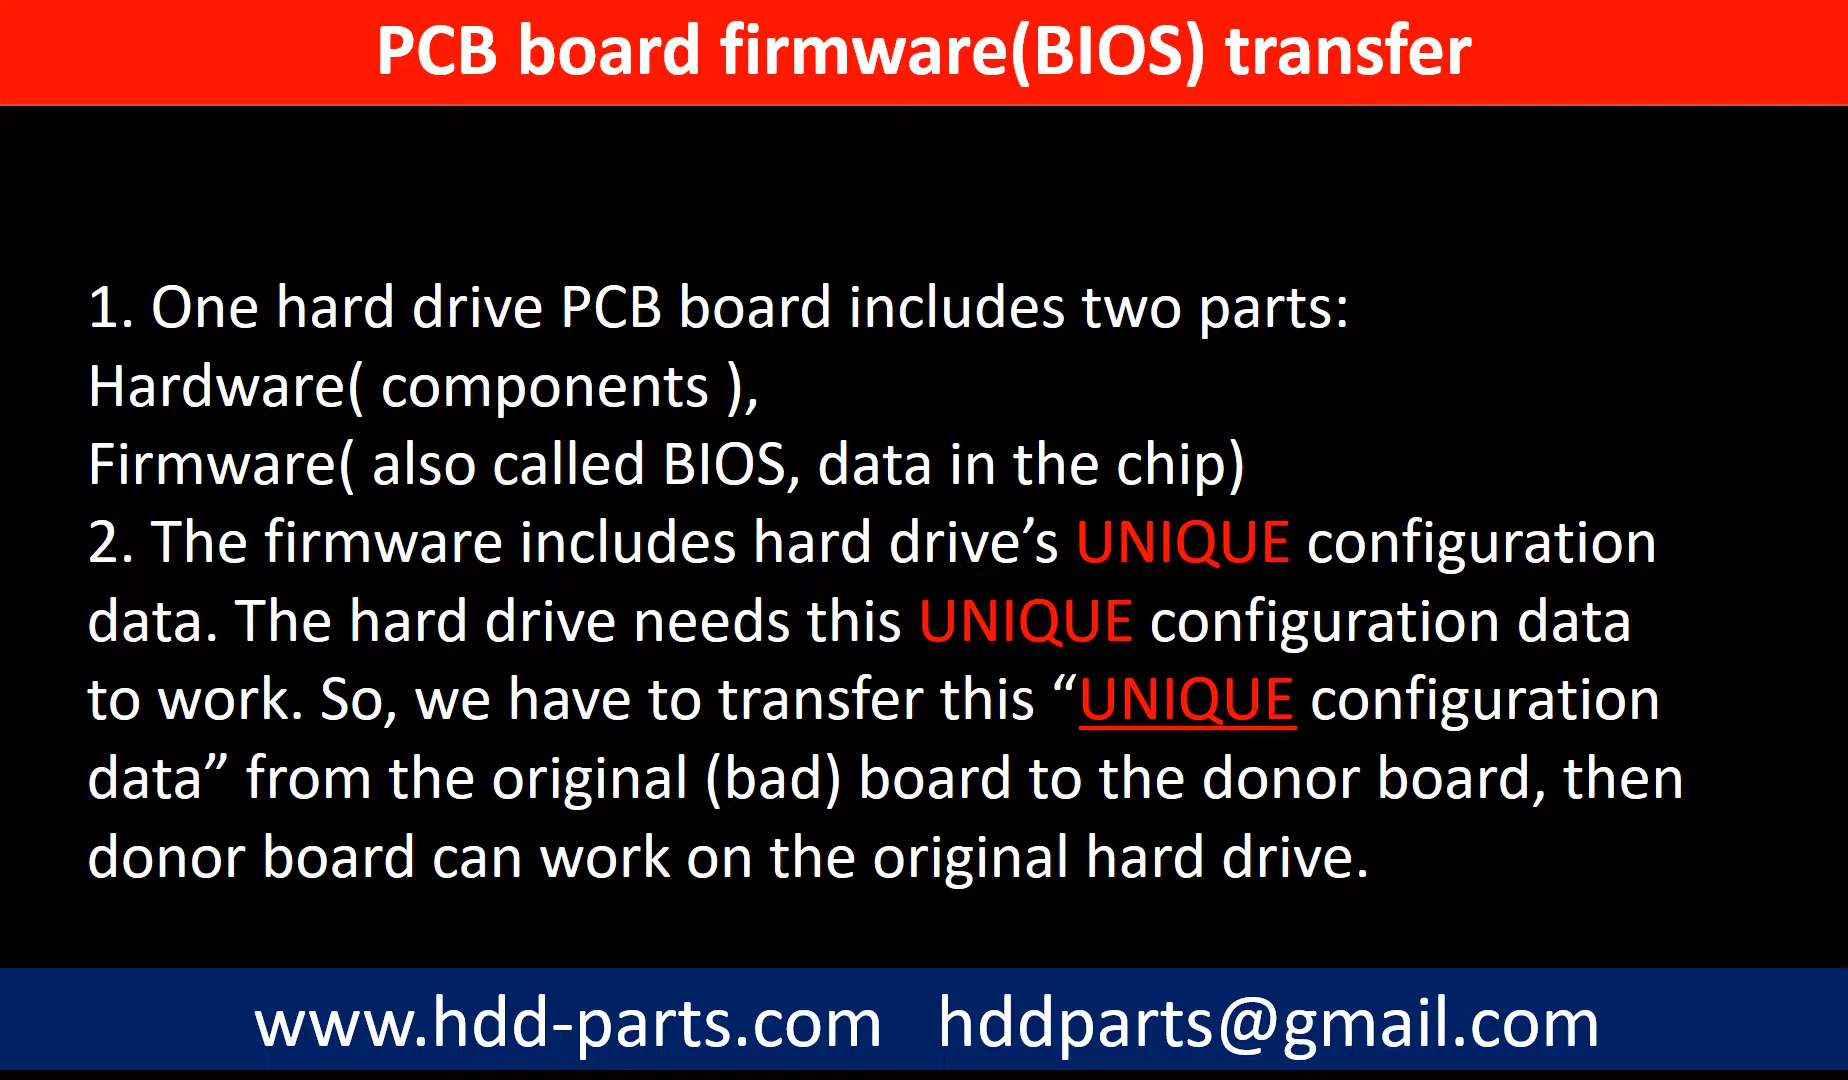 PCB board firmware(BIOS) transfer
1. One hard drive PCB board includes two parts:
Hardware( components ),
Firmware( also called BIOS, data in the chip)
2. The firmware includes hard drive’s UNIQUE configuration
data. The hard drive needs this UNIQUE configuration data
to work. So, we have to transfer this “UNIQUE configuration
data” from the original (bad) board to the donor board, then
donor board can work on the original hard drive.
www.hdd-parts.com hddparts@gmail.com